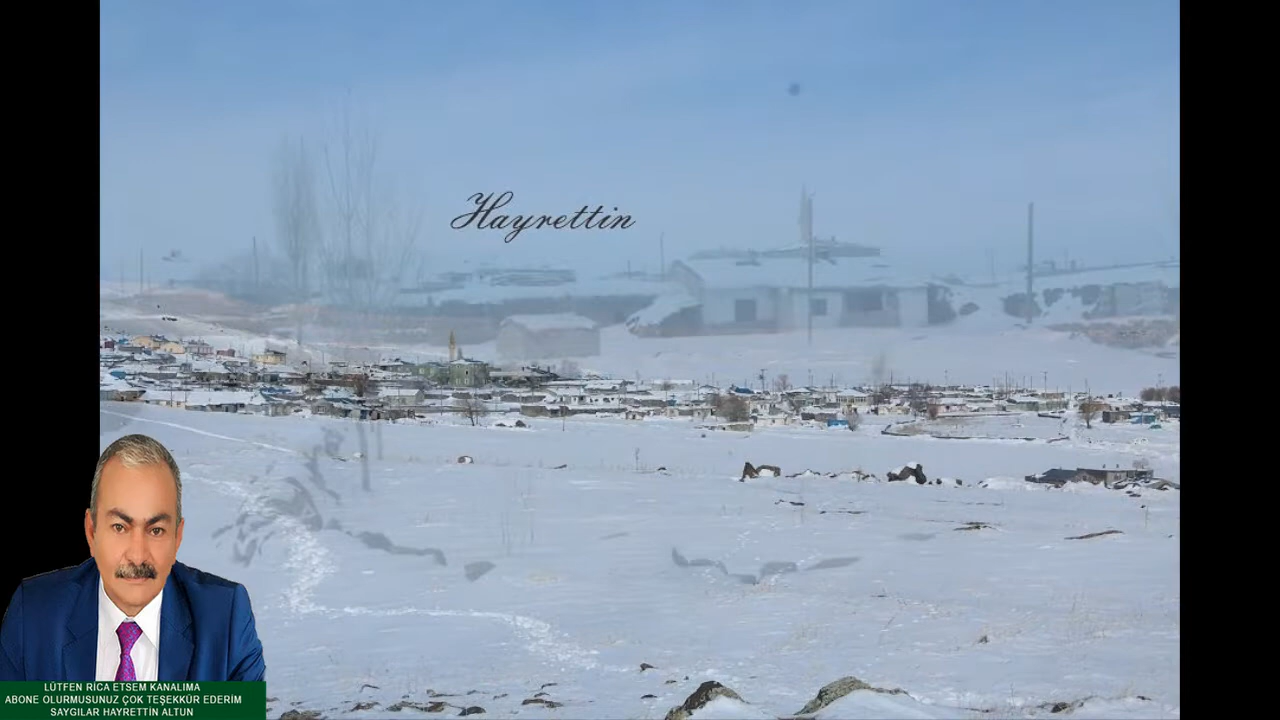 Hayrettin
LÜTFEN RİCA ETSEM KANALIMA
ABONE OLURMUSUNUZ ÇOK TEŞEKKÜR EDERİM
SAYGILAR HAYRETTİN ALTUN